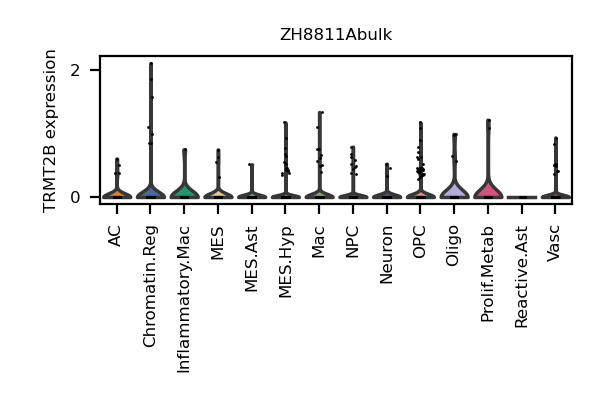 ZH8811Abulk
TRMT2B expression
2
0
AC
Chromatin.Reg
Inflammatory.Mac
MES
MES.Ast
MES.Hyp
Mac
NPC
Neuron
OPC
Oligo
Prolif.Metab
Reactive.Ast
Vasc